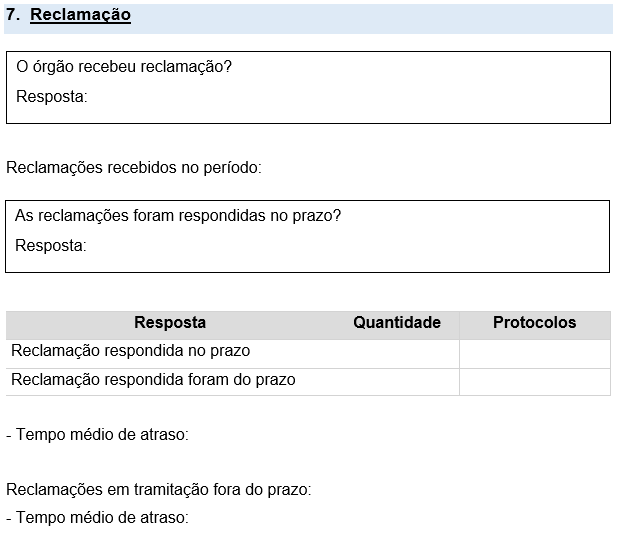 7. Reclamação
O órgão recebeu reclamação?
Resposta:
Reclamações recebidos no período:
As reclamações foram respondidas no prazo?
Resposta:
Resposta Quantidade Protocolos
Reclamação respondida no prazo
Reclamação respondida foram do prazo
- Tempo médio de atraso:
Reclamações em tramitação fora do prazo:
- Tempo médio de atraso: